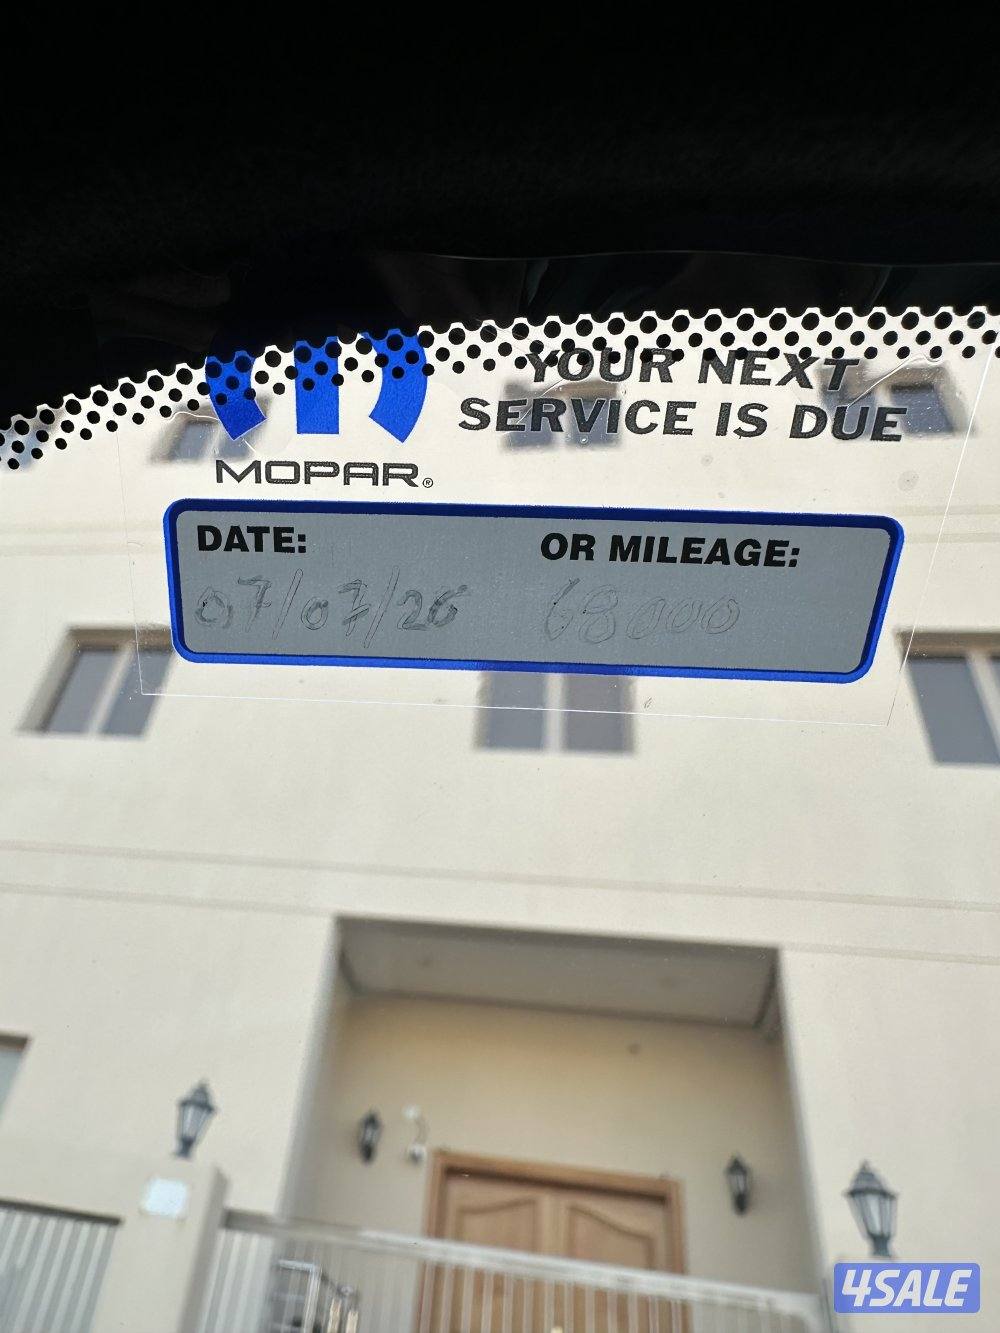 YOUR NEXT
SERVICE IS DUE
MOPAR®
DATE: OR MILEAGE:
07/07/26 68000
4SALE